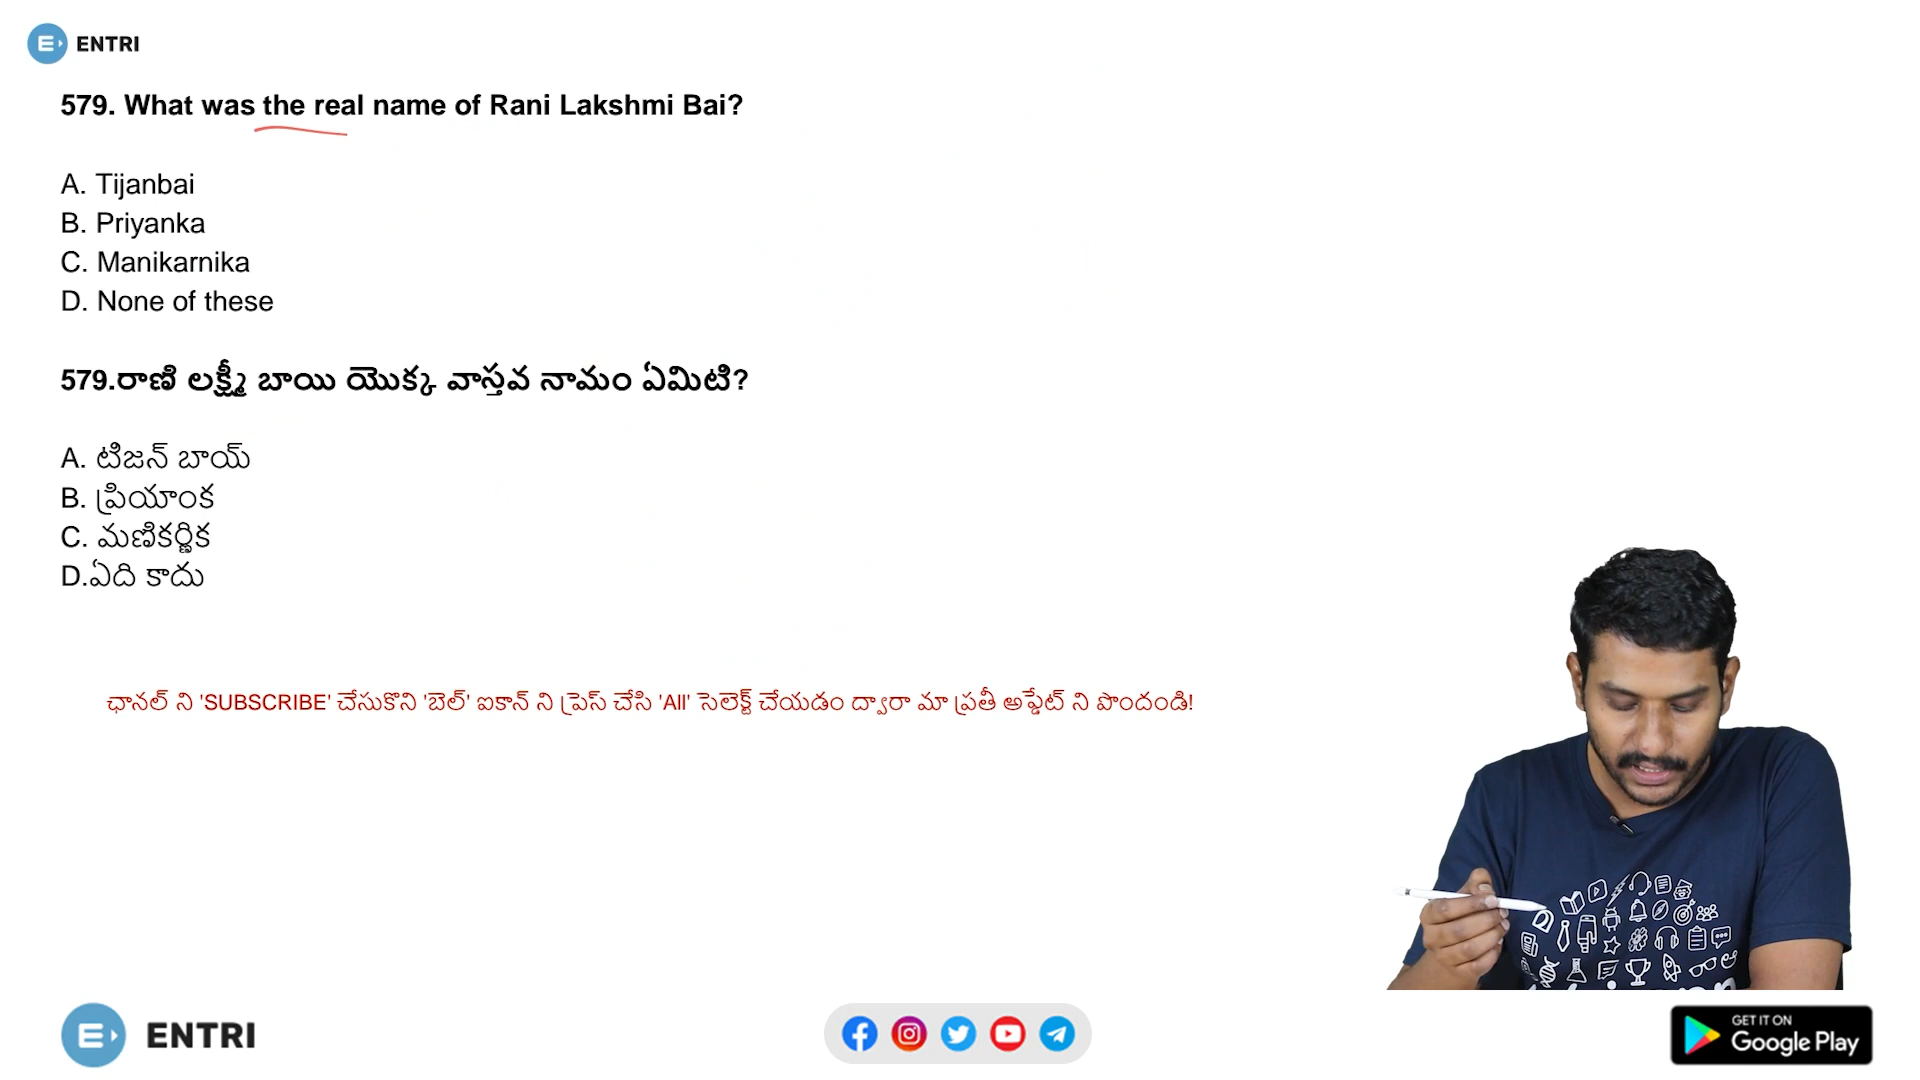 ENTRI
579. What was the real name of Rani Lakshmi Bai?
A. Tijanbai
B. Priyanka
C. Manikarnika
D. None of these
579.రాణి లక్ష్మీ బాయి యొక్క వాస్తవ నామం ఏమిటి?
A. టిజన్ బాయ్
B. ప్రియాంక
C. మణికర్ణిక
D.ఏది కాదు
ఛానల్ ని 'SUBSCRIBE' చేసుకొని 'బెల్' ఐకాన్ ని ప్రెస్ చేసి 'All' సెలెక్ట్ చేయడం ద్వారా మా ప్రతీ అప్డేట్ ని పొందండి!
ENTRI
GET IT ON
Google Play